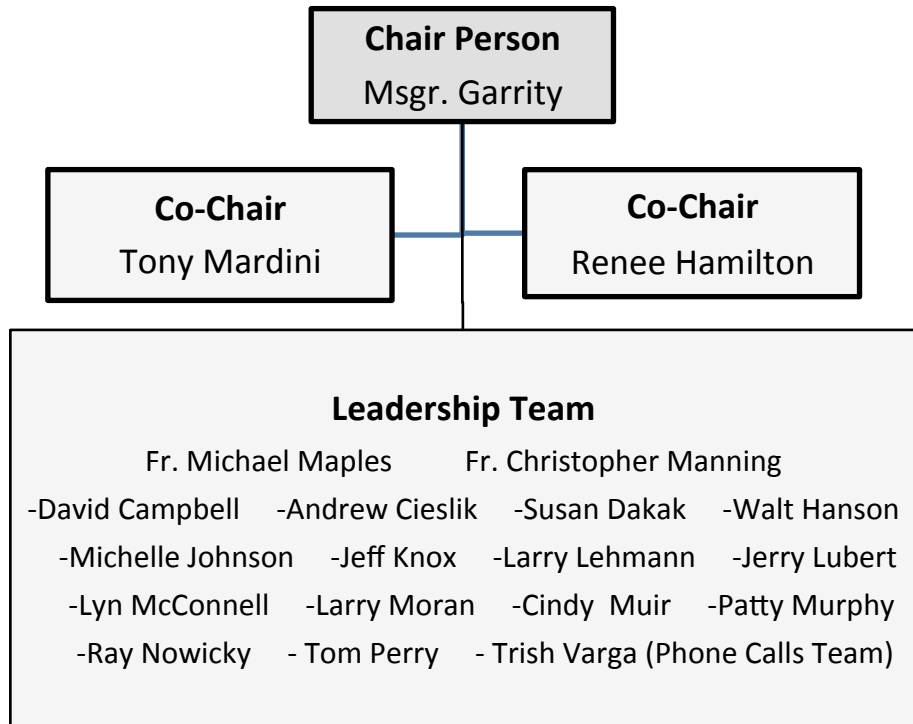 Chair Person
Msgr. Garrity
Co-Chair
Tony Mardini
Co-Chair
Renee Hamilton
Leadership Team
Fr. Michael Maples Fr. Christopher Manning
-David Campbell -Andrew Cieslik -Susan Dakak -Walt Hanson
-Michelle Johnson -Jeff Knox -Larry Lehmann -Jerry Lubert
-Lyn McConnell -Larry Moran -Cindy Muir -Patty Murphy
-Ray Nowicky - Tom Perry - Trish Varga (Phone Calls Team)